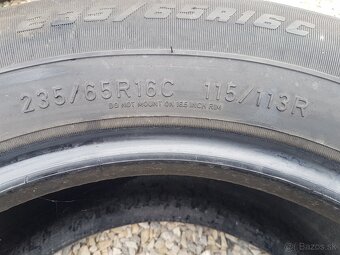 235/65R16C
235/65R16C 115/113R
DO NOT MOUNT ON 16.5 INCH RIM
Bazos.sk